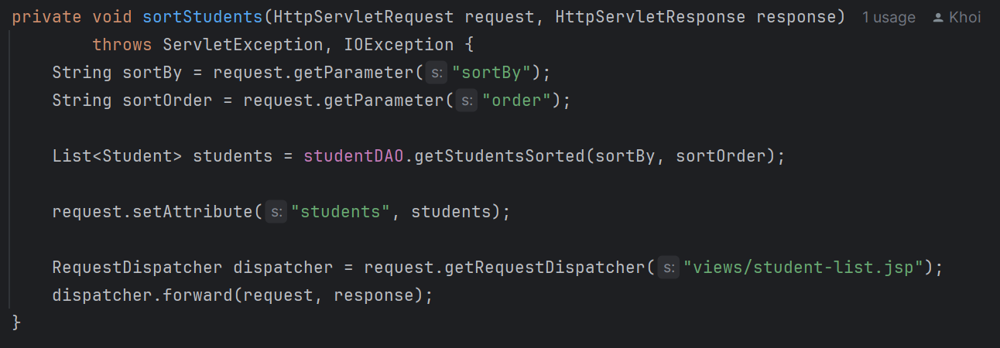 private void sortStudents(HttpServletRequest request, HttpServletResponse response) 1 usage Khoi
throws ServletException, IOException {
String sortBy = request.getParameter( s: "sortBy");
String sortOrder = request.getParameter( s: "order");
List<Student> students = studentDAO.getStudentsSorted(sortBy, sortOrder);
request.setAttribute( s: "students", students);
RequestDispatcher dispatcher = request.getRequestDispatcher( s: "views/student-list.jsp");
dispatcher.forward(request, response);
}